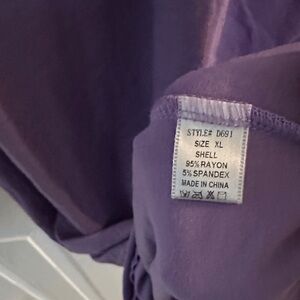 STYLE# D691
SIZE XL
SHELL
95% RAYON
5% SPANDEX
MADE IN CHINA